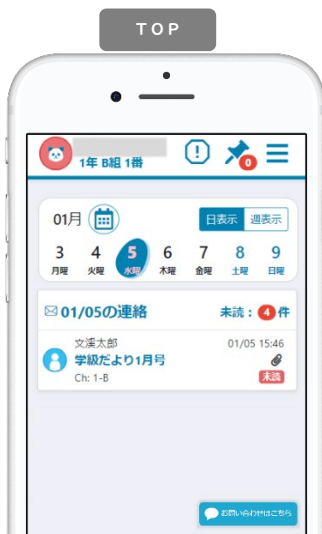 TOP
1年 B組 1番
0
01月
日表示 週表示
3 4 5 6 7 8 9
月曜 火曜 水曜 木曜 金曜 土曜 日曜
01/05の連絡 未読： 4 件
文溪太郎 01/05 15:46
学級だより1月号
Ch: 1-B 未読
お問い合わせはこちら